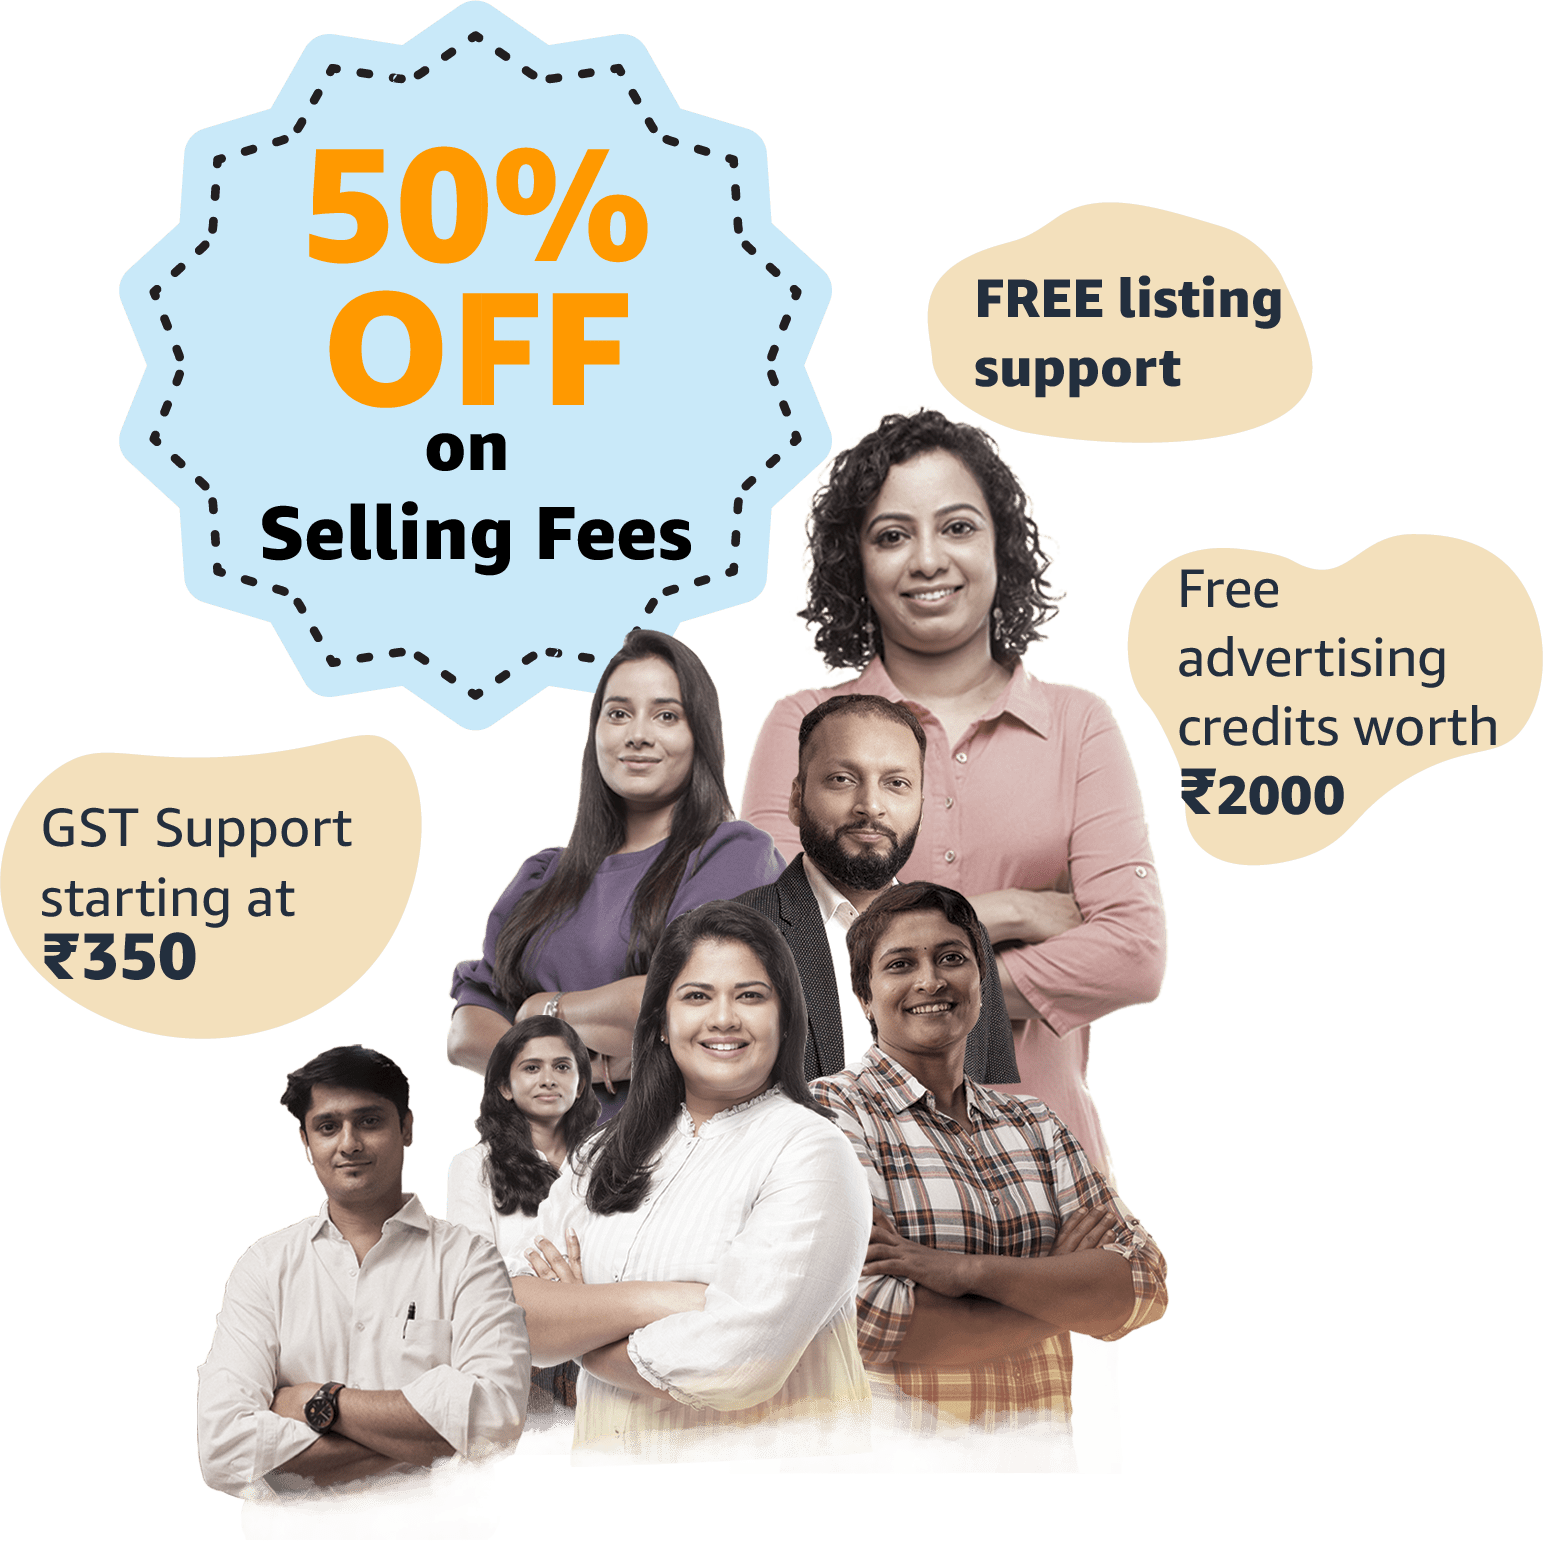 50%
OFF
on
Selling Fees
FREE listing
support
Free
advertising
credits worth
₹2000
GST Support
starting at
₹350